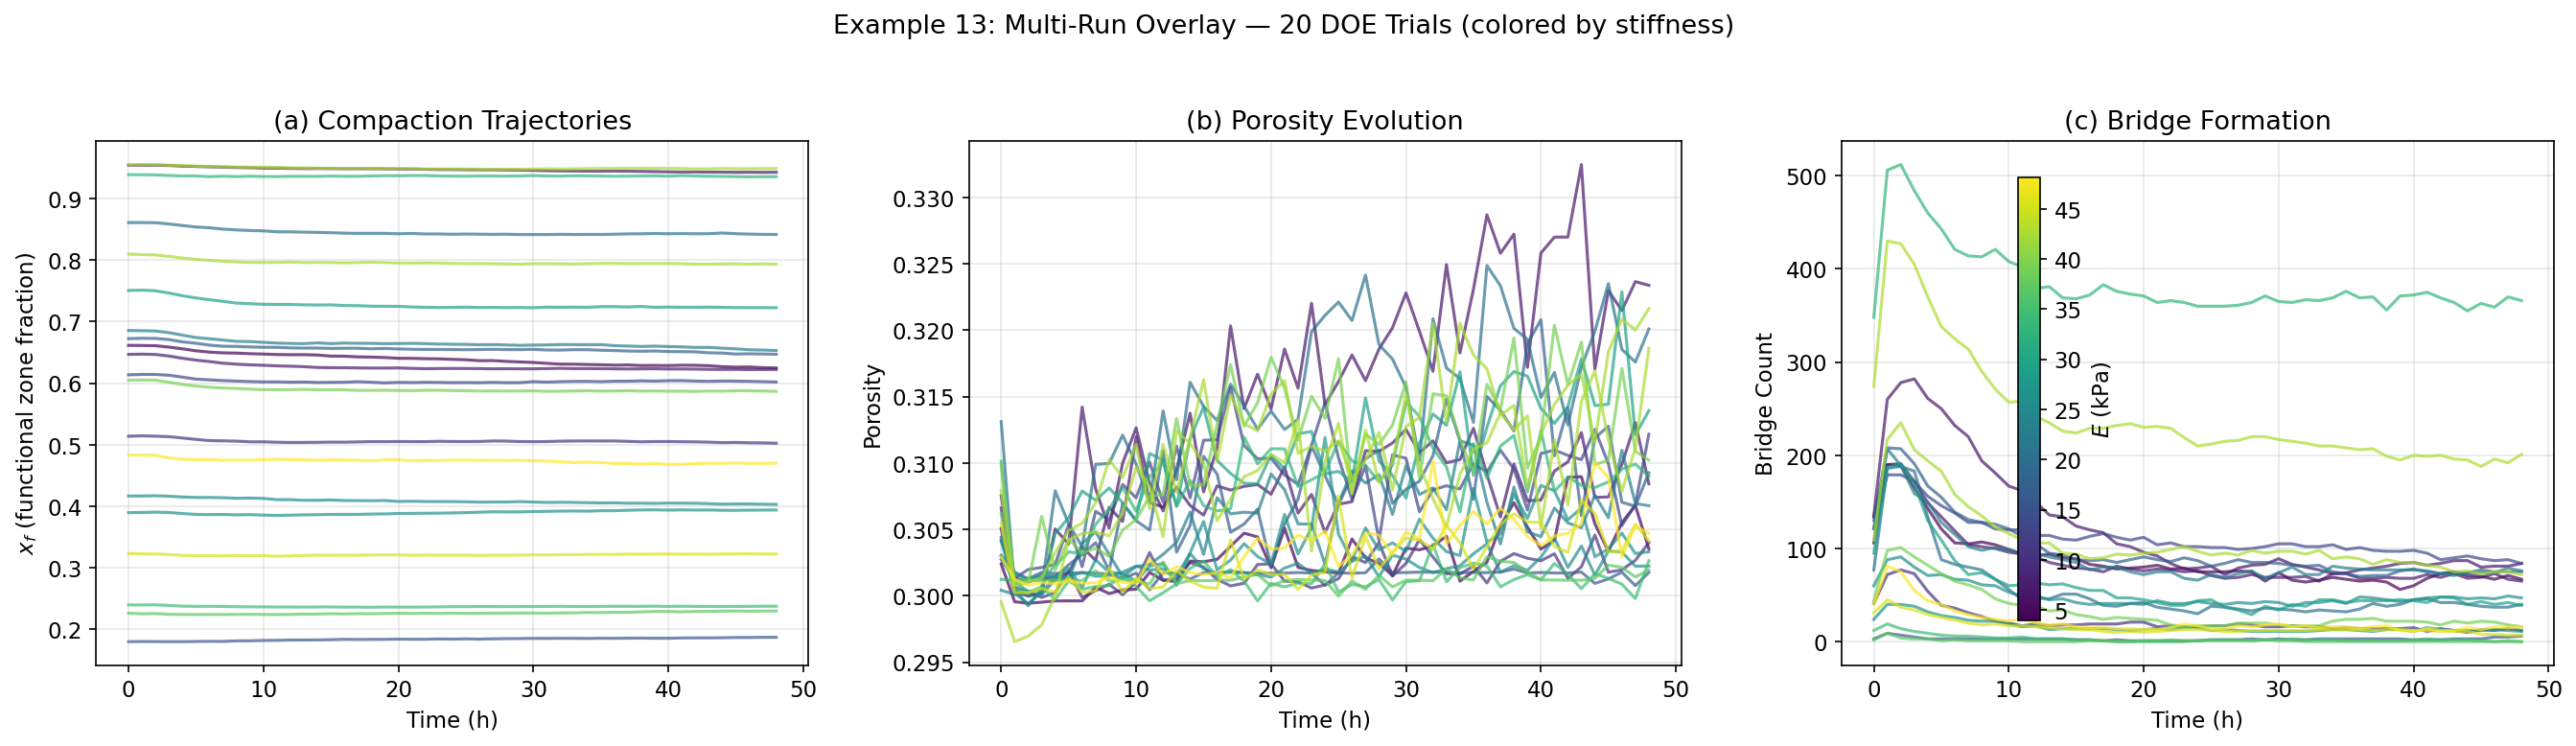 Example 13: Multi-Run Overlay — 20 DOE Trials (colored by stiffness)
(a) Compaction Trajectories
x_f (functional zone fraction)
0.9
0.8
0.7
0.6
0.5
0.4
0.3
0.2
0 10 20 30 40 50
Time (h)
(b) Porosity Evolution
Porosity
0.330
0.325
0.320
0.315
0.310
0.305
0.300
0.295
0 10 20 30 40 50
Time (h)
(c) Bridge Formation
Bridge Count
500
400
300
200
100
0
0 10 20 30 40 50
Time (h)
45
40
35
30
25
20
15
10
5
E (kPa)